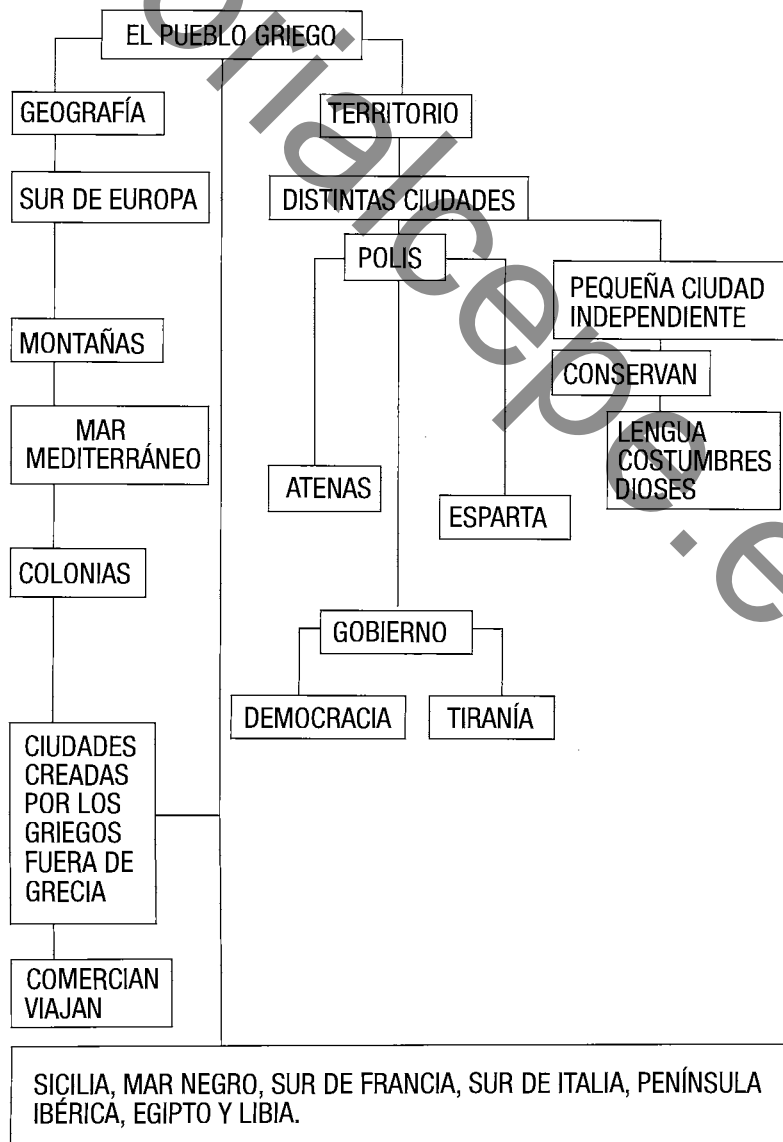 EL PUEBLO GRIEGO
GEOGRAFÍA
SUR DE EUROPA
MONTAÑAS
MAR
MEDITERRÁNEO
COLONIAS
CIUDADES
CREADAS
POR LOS
GRIEGOS
FUERA DE
GRECIA
COMERCIAN
VIAJAN
TERRITORIO
DISTINTAS CIUDADES
POLIS
ATENAS
ESPARTA
GOBIERNO
DEMOCRACIA
TIRANÍA
PEQUEÑA CIUDAD
INDEPENDIENTE
CONSERVAN
LENGUA
COSTUMBRES
DIOSES
SICILIA, MAR NEGRO, SUR DE FRANCIA, SUR DE ITALIA, PENÍNSULA
IBÉRICA, EGIPTO Y LIBIA.
orialcepe.e